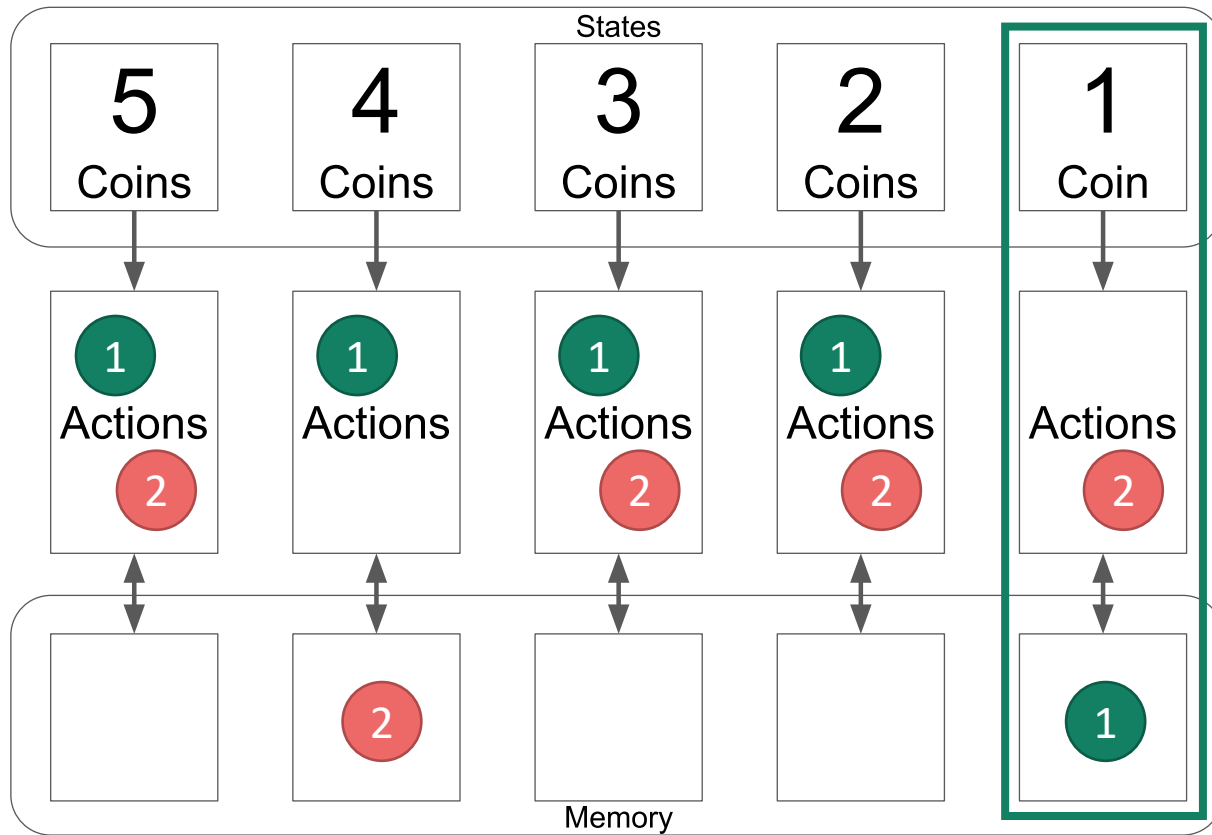 States
5 4 3 2 1
Coins Coins Coins Coins Coin
1 1 1 1
Actions Actions Actions Actions Actions
2 2 2 2
2 1
Memory